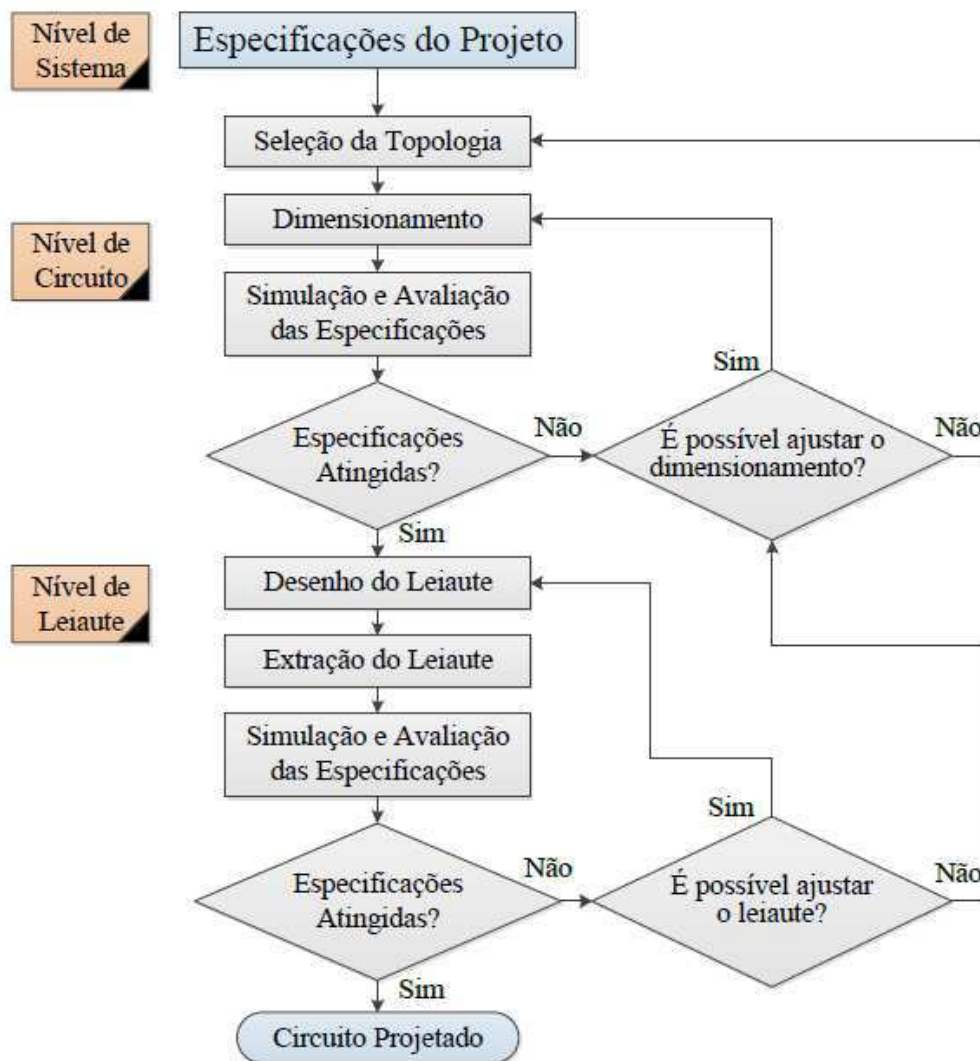 Nível de
Sistema
Especificações do Projeto
Seleção da Topologia
Nível de
Circuito
Dimensionamento
Simulação e Avaliação
das Especificações
Sim
Especificações
Atingidas?
Não
É possível ajustar o
dimensionamento?
Não
Sim
Nível de
Leiaute
Desenho do Leiaute
Extração do Leiaute
Simulação e Avaliação
das Especificações
Sim
Especificações
Atingidas?
Não
É possível ajustar
o leiaute?
Não
Sim
Circuito Projetado